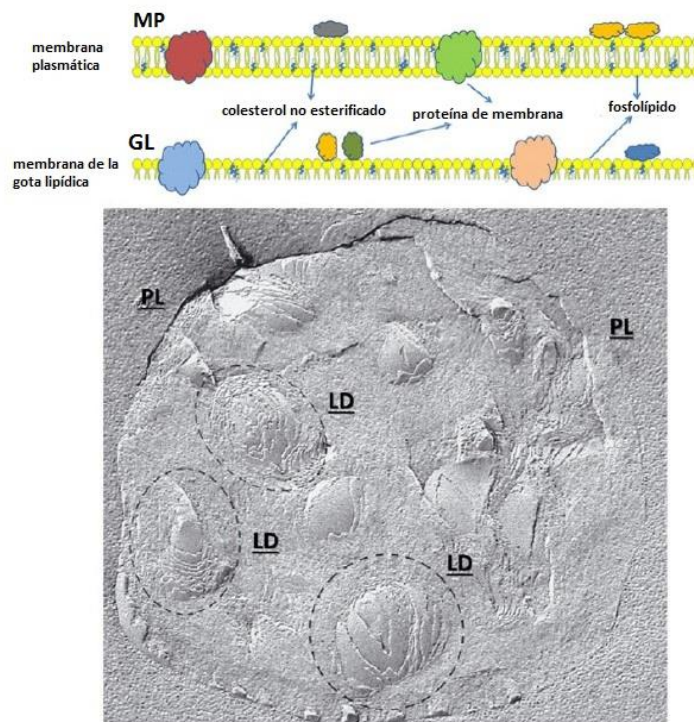 MP
membrana
plasmática
colesterol no esterificado
proteína de membrana
fosfolípido
GL
membrana de la
gota lipídica
PL
PL
LD
LD
LD